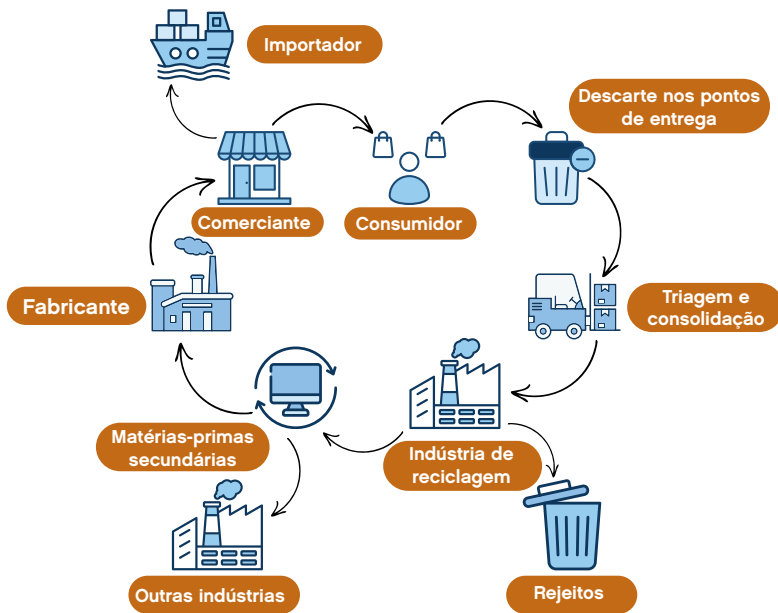 Importador
Descarte nos pontos
de entrega
Comerciante
Consumidor
Fabricante
Triagem e
consolidação
Matérias-primas
secundárias
Indústria de
reciclagem
Outras indústrias
Rejeitos